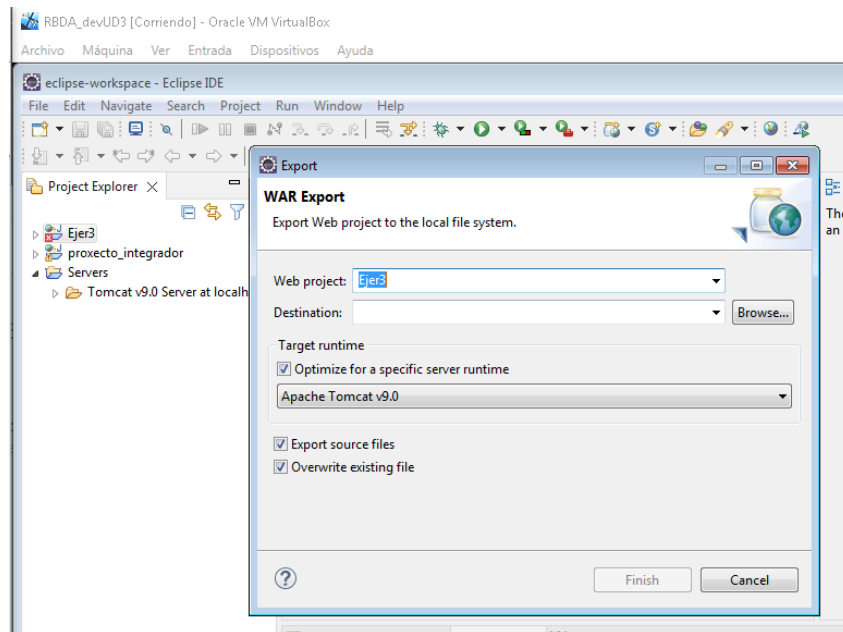 RBDA_devUD3 [Corriendo] - Oracle VM VirtualBox
Archivo Máquina Ver Entrada Dispositivos Ayuda
eclipse-workspace - Eclipse IDE
File Edit Navigate Search Project Run Window Help
Project Explorer
Ejer3
proxecto_integrador
Servers
Tomcat v9.0 Server at localh
Export
WAR Export
Export Web project to the local file system.
Web project: Ejer3
Destination: Browse...
Target runtime
Optimize for a specific server runtime
Apache Tomcat v9.0
Export source files
Overwrite existing file
? Finish Cancel
The
an